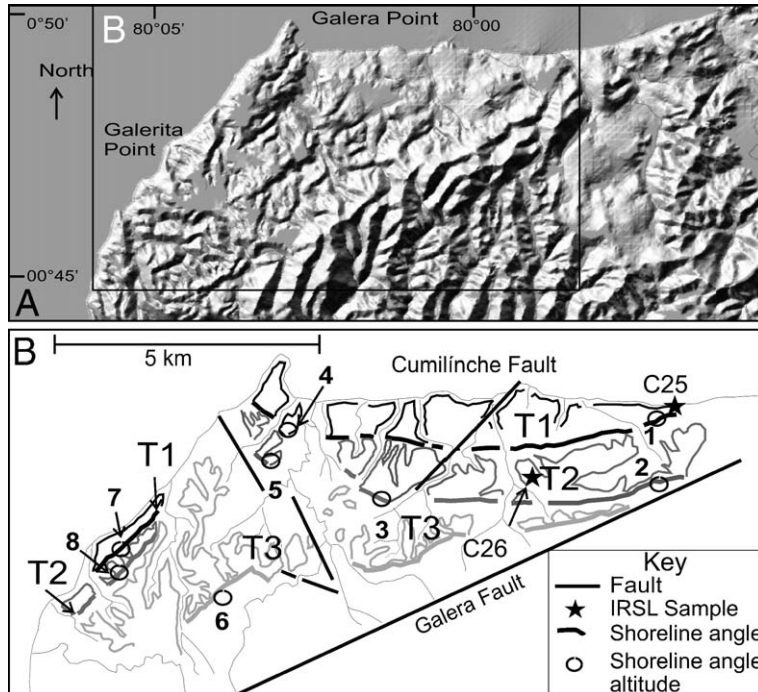 0°50'
B
80°05'
Galera Point
80°00
North
Galerita
Point
00°45'
A
B
5 km
4
Cumilínche Fault
C25
T1
1
T1
7
5
2
T2
8
3
T3
T3
C26
T2
6
Galera Fault
Key
Fault
IRSL Sample
Shoreline angle
Shoreline angle
altitude